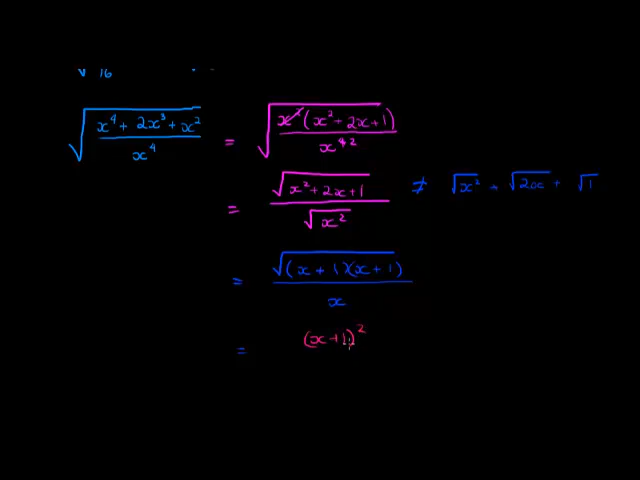 √16
√((x⁴ + 2x³ + x²)/x⁴) = √(x²(x² + 2x + 1)/x⁴ ²)
= √(x² + 2x + 1)/√(x²) ≠ √x² + √2x + √1
= √((x + 1)(x + 1))/x
= (x + 1)²